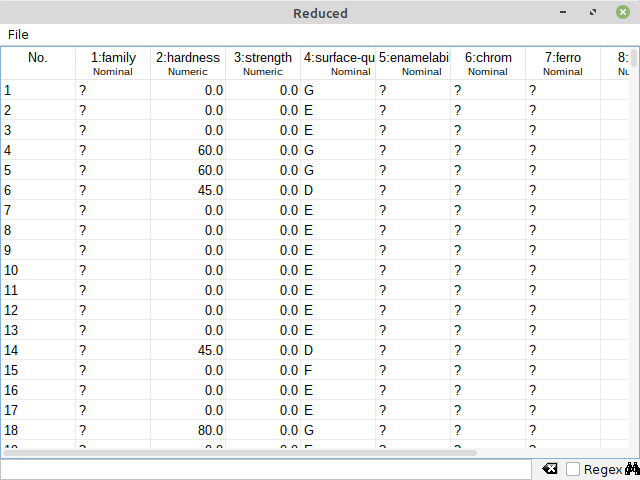 Reduced
File
No. 1:family 2:hardness 3:strength 4:surface-qu 5:enamelabi 6:chrom 7:ferro 8:
Nominal Numeric Numeric Nominal Nominal Nominal Nominal Nu
1 ? 0.0 0.0 G ? ? ?
2 ? 0.0 0.0 E ? ? ?
3 ? 0.0 0.0 E ? ? ?
4 ? 60.0 0.0 G ? ? ?
5 ? 60.0 0.0 G ? ? ?
6 ? 45.0 0.0 D ? ? ?
7 ? 0.0 0.0 E ? ? ?
8 ? 0.0 0.0 E ? ? ?
9 ? 0.0 0.0 E ? ? ?
10 ? 0.0 0.0 E ? ? ?
11 ? 0.0 0.0 E ? ? ?
12 ? 0.0 0.0 E ? ? ?
13 ? 0.0 0.0 E ? ? ?
14 ? 45.0 0.0 D ? ? ?
15 ? 0.0 0.0 F ? ? ?
16 ? 0.0 0.0 E ? ? ?
17 ? 0.0 0.0 E ? ? ?
18 ? 80.0 0.0 G ? ? ?
Regex